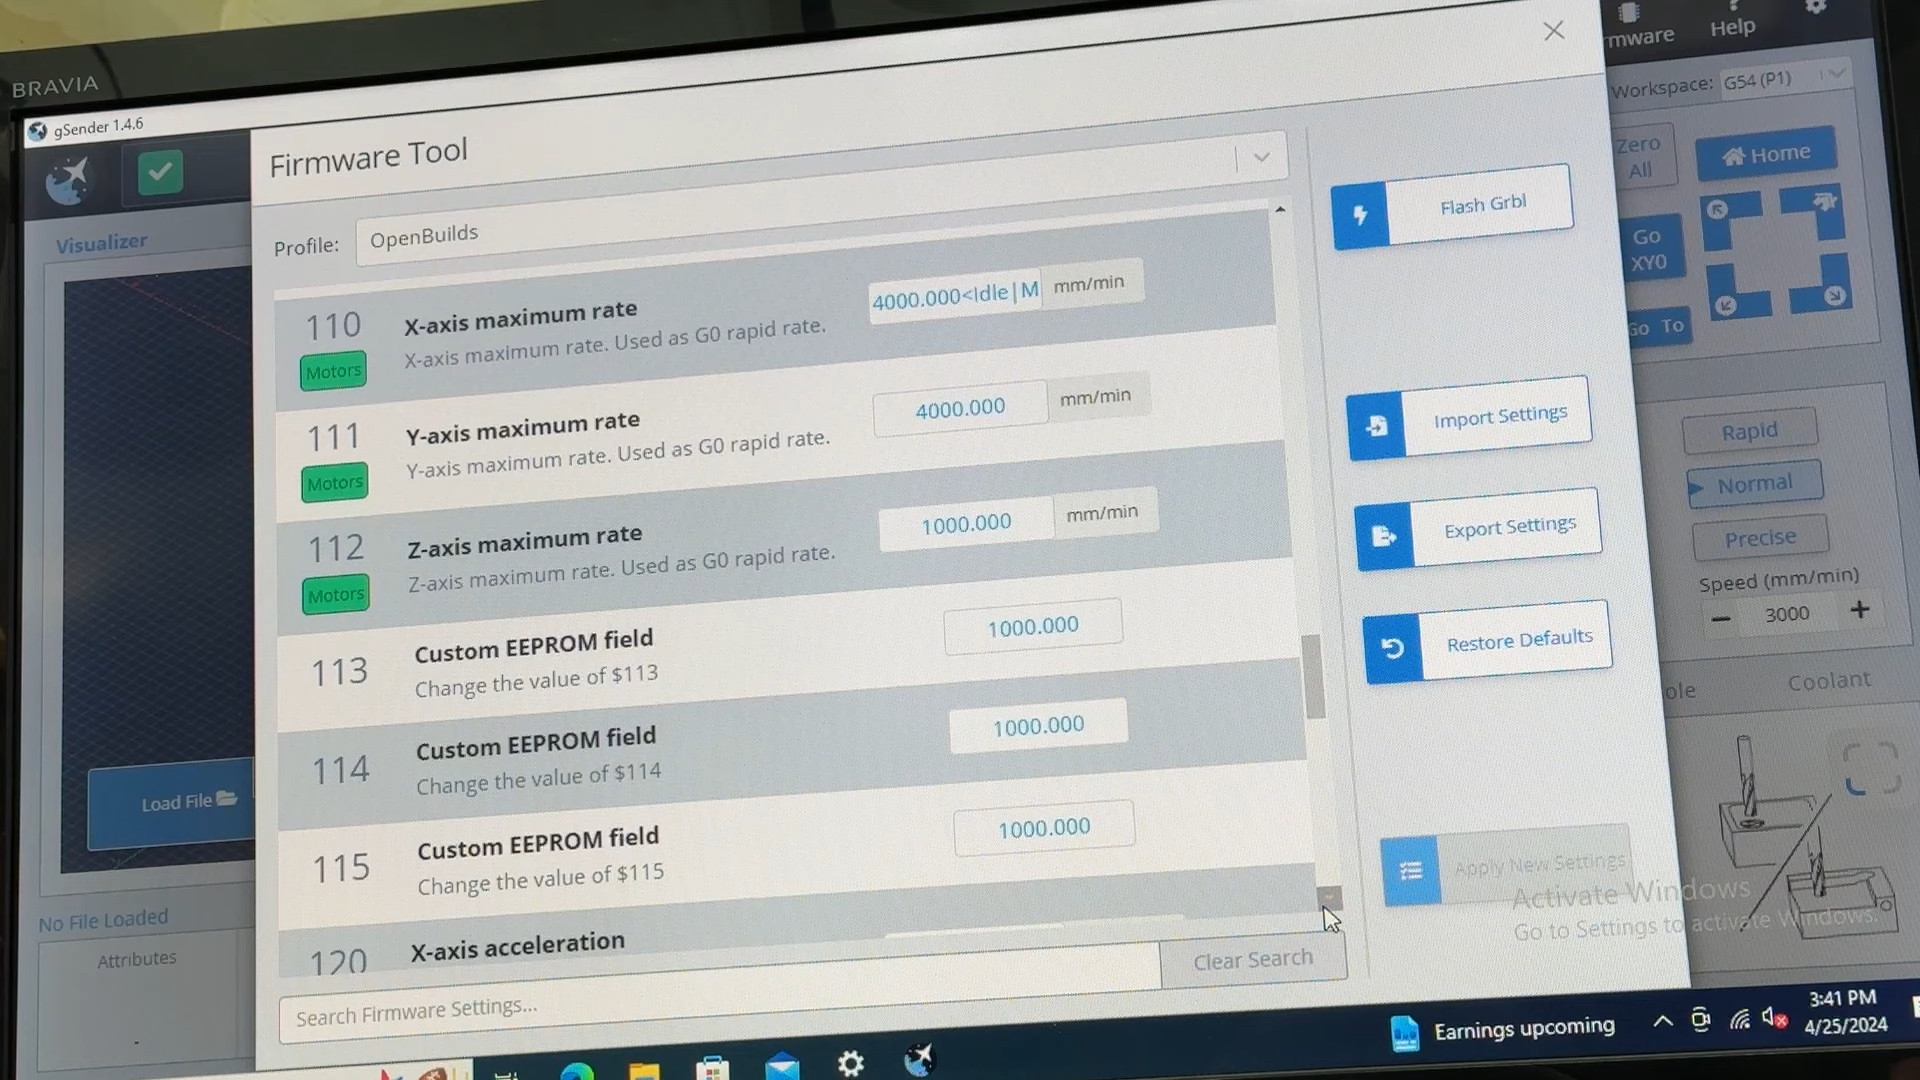 BRAVIA
gSender 1.4.6
Firmware Tool
Profile:
OpenBuilds
110
Motors
X-axis maximum rate
X-axis maximum rate. Used as G0 rapid rate.
4000.000<Idle|M
mm/min
111
Motors
Y-axis maximum rate
Y-axis maximum rate. Used as G0 rapid rate.
4000.000
mm/min
112
Motors
Z-axis maximum rate
Z-axis maximum rate. Used as G0 rapid rate.
1000.000
mm/min
113
Custom EEPROM field
Change the value of $113
1000.000
114
Custom EEPROM field
Change the value of $114
1000.000
115
Custom EEPROM field
Change the value of $115
1000.000
120
X-axis acceleration
Search Firmware Settings...
Clear Search
Flash Grbl
Import Settings
Export Settings
Restore Defaults
Apply New Settings
Activate Windows
Go to Settings to activate Windows.
Visualizer
Load File
No File Loaded
Attributes
-
rmware
Help
Workspace:
G54 (P1)
Zero
All
Home
Go
XY0
Go To
Rapid
Normal
Precise
Speed (mm/min)
3000
ole
Coolant
Earnings upcoming
3:41 PM
4/25/2024